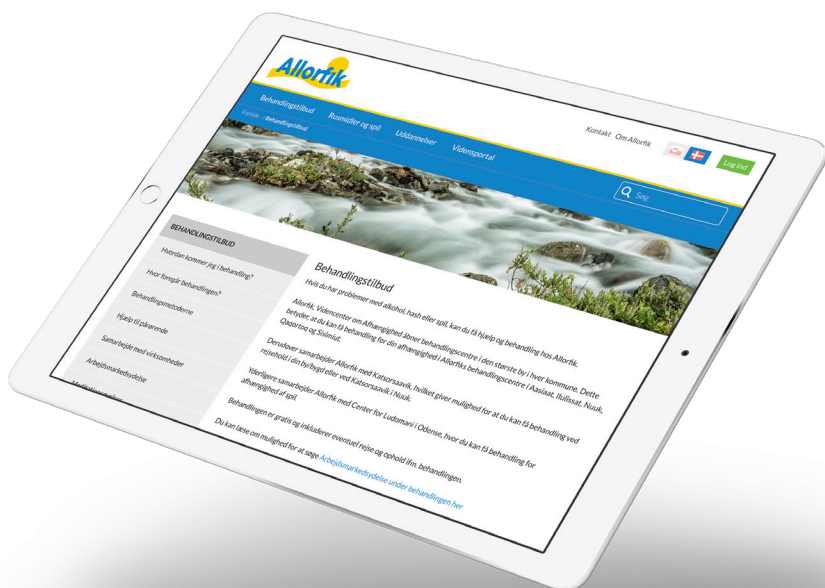 Allorfik
Kontakt Om Allorfik
Log ind
Behandlingstilbud Rusmidler og spil Uddannelser Vidensportal
Forside / Behandlingstilbud
Søg
BEHANDLINGSTILBUD
Hvordan kommer jeg i behandling?
Hvor foregår behandlingen?
Behandlingsmetoderne
Hjælp til pårørende
Samarbejde med virksomheder
Arbejdsmarkedsydelse
Behandlingstilbud
Hvis du har problemer med alkohol, hash eller spil, kan du få hjælp og behandling hos Allorfik.
Allorfik, Videncenter om Afhængighed åbner behandlingscentre i den største by i hver kommune. Dette
betyder, at du kan få behandling for din afhængighed i Allorfiks behandlingscentre i Aasiaat, Ilulissat, Nuuk,
Qaqortoq og Sisimiut.
Derudover samarbejder Allorfik med Katsorsaavik, hvilket giver mulighed for at du kan få behandling ved
rejsehold i din by/bygd eller ved Katsorsaavik i Nuuk.
Yderligere samarbejder Allorfik med Center for Ludomani i Odense, hvor du kan få behandling for
afhængighed af spil.
Behandlingen er gratis og inkluderer eventuel rejse og ophold ifm. behandlingen.
Du kan læse om mulighed for at søge Arbejdsmarkedsydelse under behandlingen her